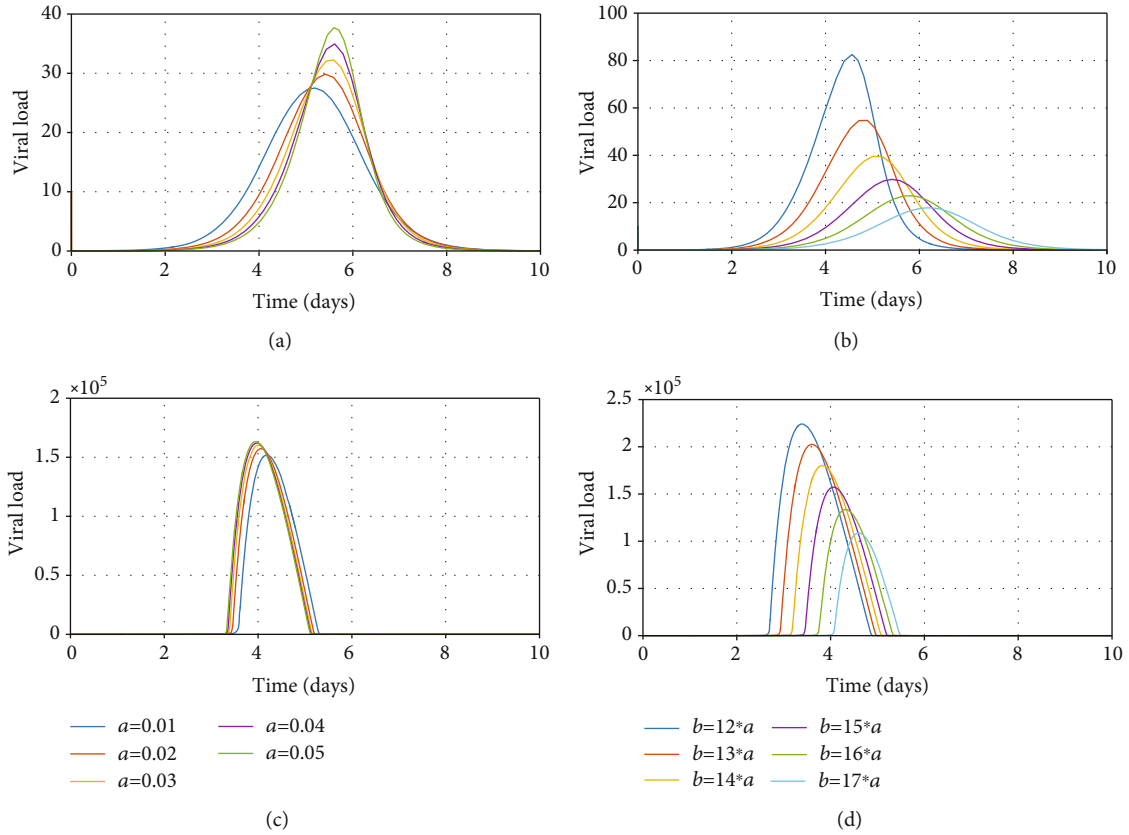 40
30
20
10
0
0
2
4
6
8
10
Viral load
Time (days)
(a)
100
80
60
40
20
0
0
2
4
6
8
10
Viral load
Time (days)
(b)
×10⁵
2
1.5
1
0.5
0
0
2
4
6
8
10
Viral load
Time (days)
a=0.01
a=0.02
a=0.03
a=0.04
a=0.05
(c)
×10⁵
2.5
2
1.5
1
0.5
0
0
2
4
6
8
10
Viral load
Time (days)
b=12*a
b=13*a
b=14*a
b=15*a
b=16*a
b=17*a
(d)